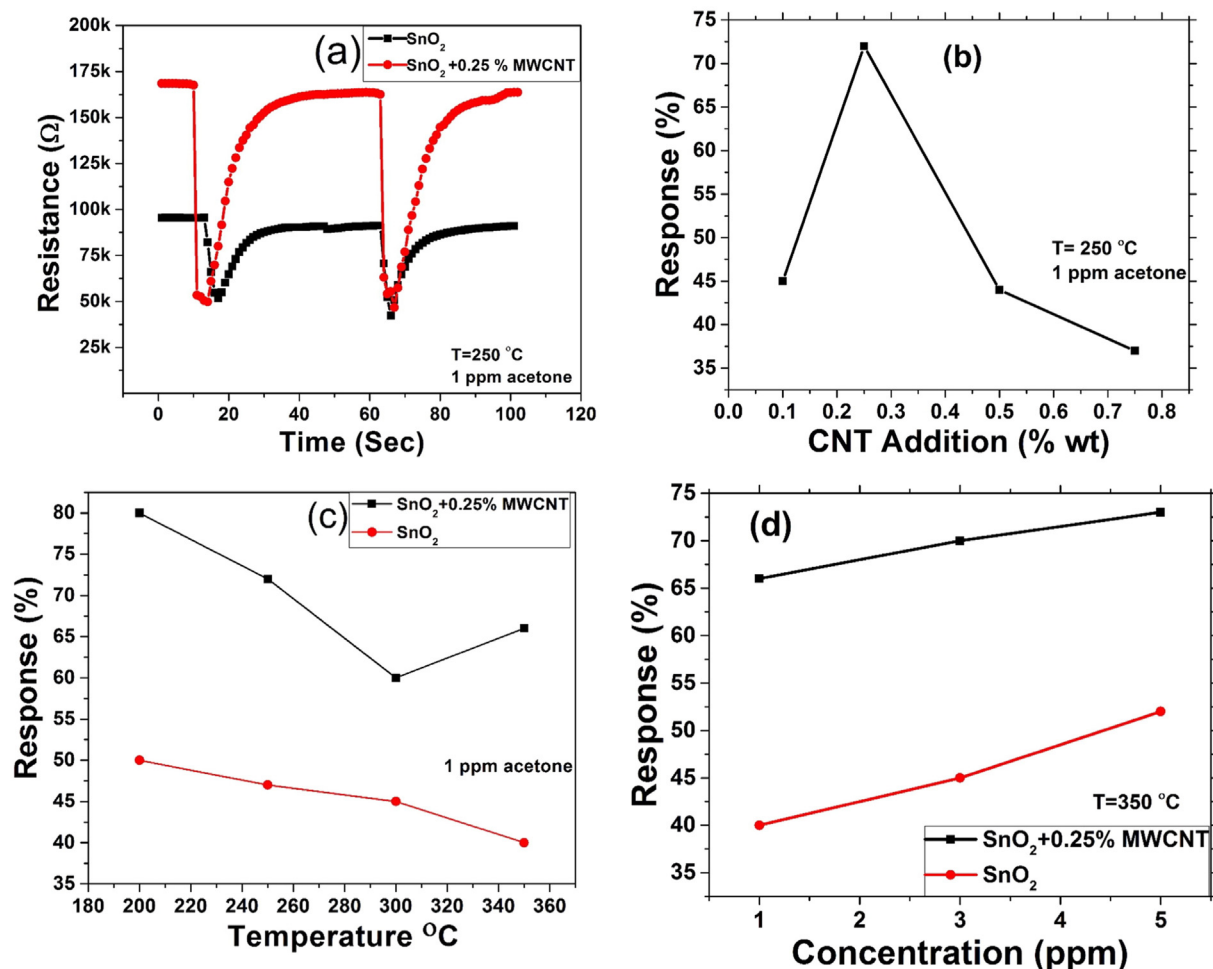 (a)
SnO₂
SnO₂ +0.25 % MWCNT
200k
175k
150k
125k
100k
75k
50k
25k
Resistance (Ω)
T=250 °C
1 ppm acetone
0 20 40 60 80 100 120
Time (Sec)
(b)
75
70
65
60
55
50
45
40
35
Response (%)
T= 250 °C
1 ppm acetone
0.0 0.1 0.2 0.3 0.4 0.5 0.6 0.7 0.8
CNT Addition (% wt)
(c)
SnO₂+0.25% MWCNT
SnO₂
80
75
70
65
60
55
50
45
40
35
Response (%)
1 ppm acetone
180 200 220 240 260 280 300 320 340 360
Temperature ᴼC
(d)
75
70
65
60
55
50
45
40
35
Response (%)
T=350 °C
SnO₂+0.25% MWCNT
SnO₂
1 2 3 4 5
Concentration (ppm)